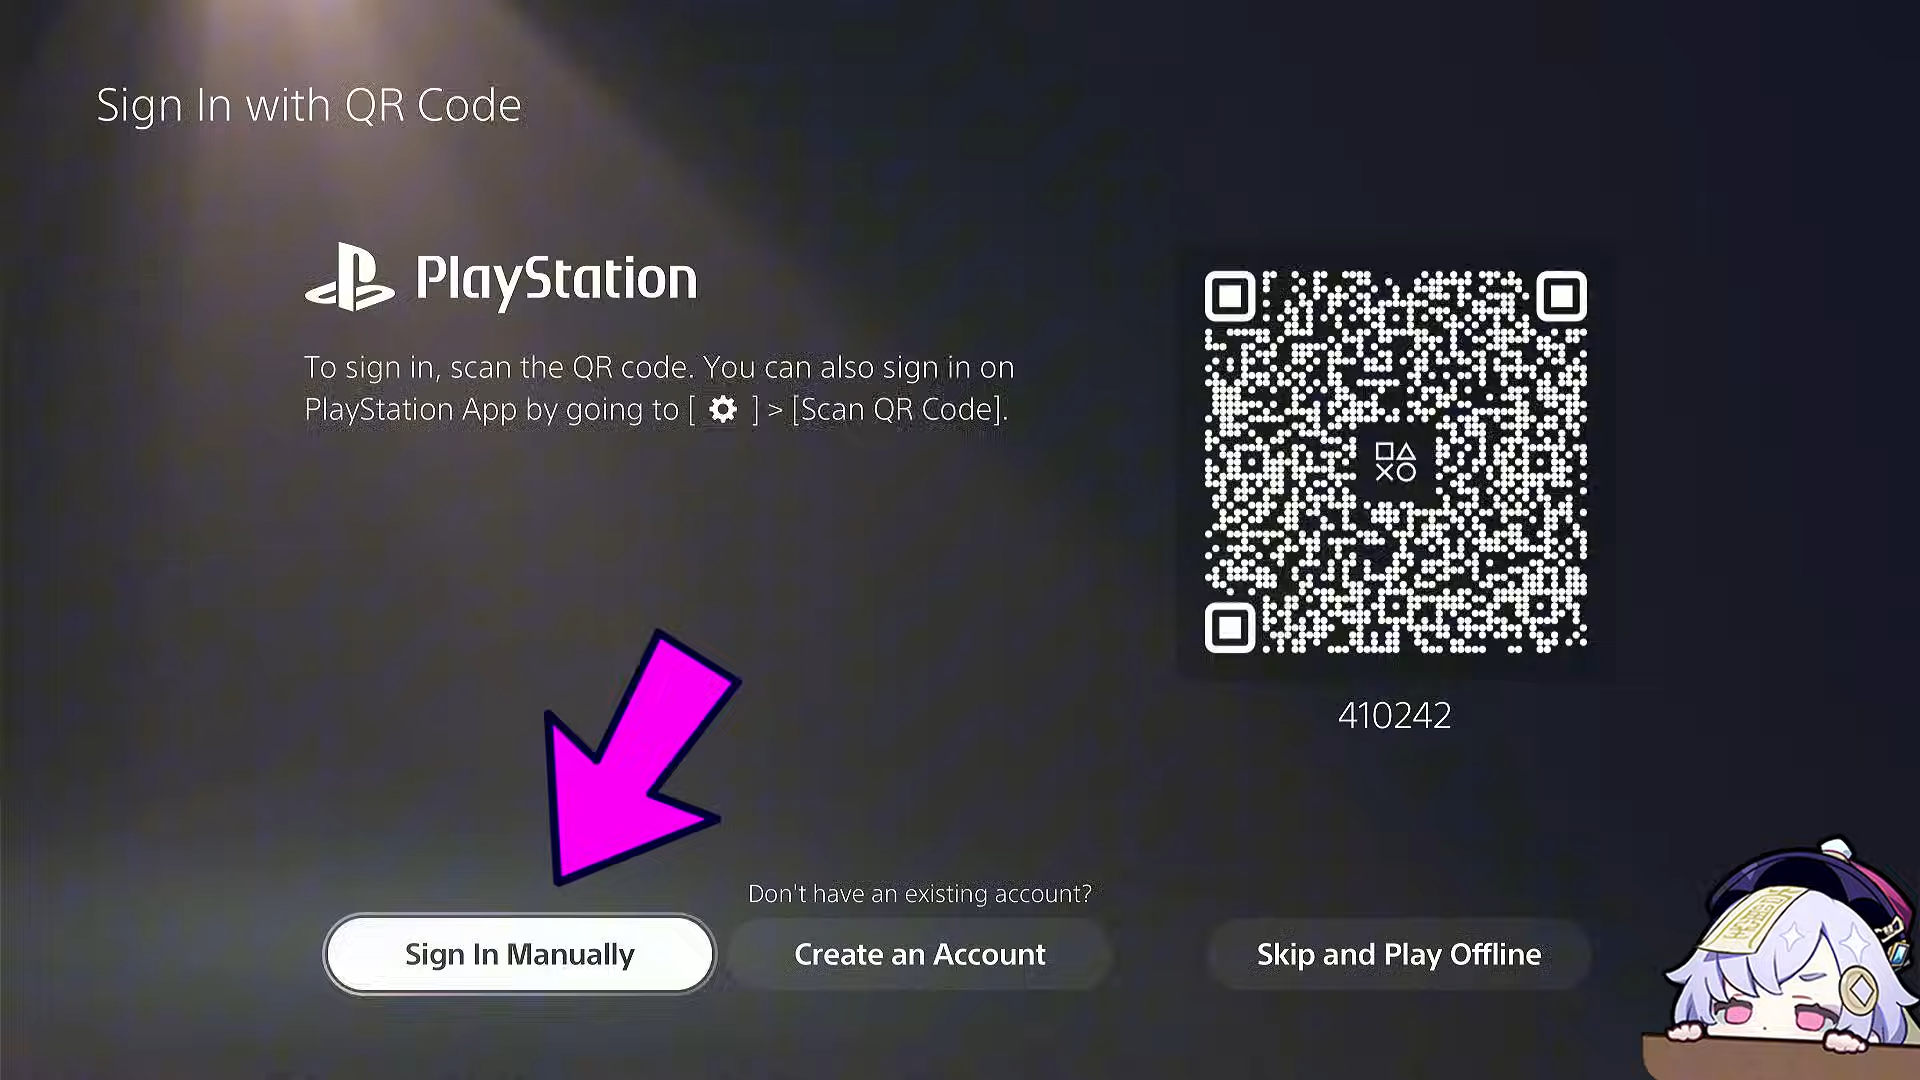 Sign In with QR Code
PlayStation
To sign in, scan the QR code. You can also sign in on
PlayStation App by going to [ ⚙ ] > [Scan QR Code].
410242
Don't have an existing account?
Sign In Manually
Create an Account
Skip and Play Offline